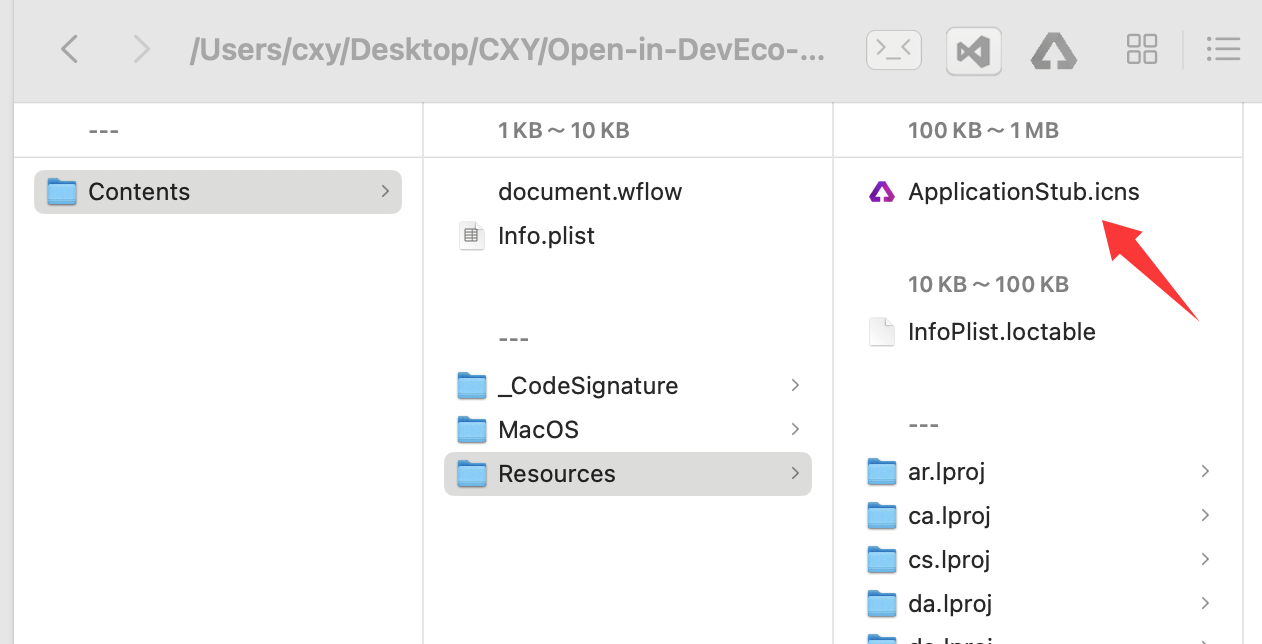 /Users/cxy/Desktop/CXY/Open-in-DevEco-...
>_<
---
Contents
1 KB ~ 10 KB
document.wflow
Info.plist
---
_CodeSignature
MacOS
Resources
100 KB ~ 1 MB
ApplicationStub.icns
10 KB ~ 100 KB
InfoPlist.loctable
---
ar.lproj
ca.lproj
cs.lproj
da.lproj